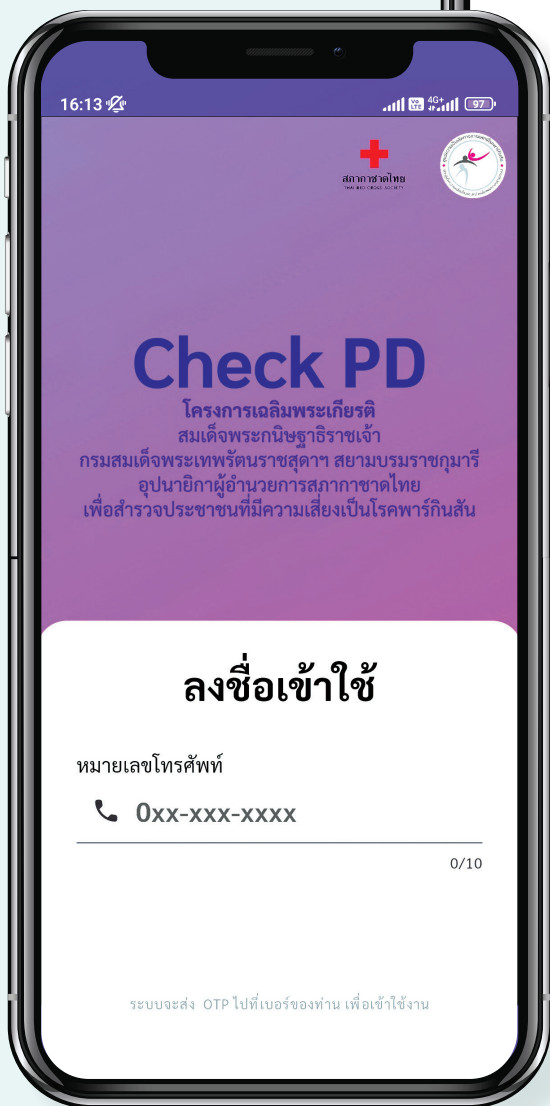 16:13
Vo LTE
4G+
97
สภากาชาดไทย
THAI RED CROSS SOCIETY
Check PD
โครงการเฉลิมพระเกียรติ
สมเด็จพระกนิษฐาธิราชเจ้า
กรมสมเด็จพระเทพรัตนราชสุดาฯ สยามบรมราชกุมารี
อุปนายิกาผู้อำนวยการสภากาชาดไทย
เพื่อสำรวจประชาชนที่มีความเสี่ยงเป็นโรคพาร์กินสัน
ลงชื่อเข้าใช้
หมายเลขโทรศัพท์
0xx-xxx-xxxx
0/10
ระบบจะส่ง OTP ไปที่เบอร์ของท่าน เพื่อเข้าใช้งาน